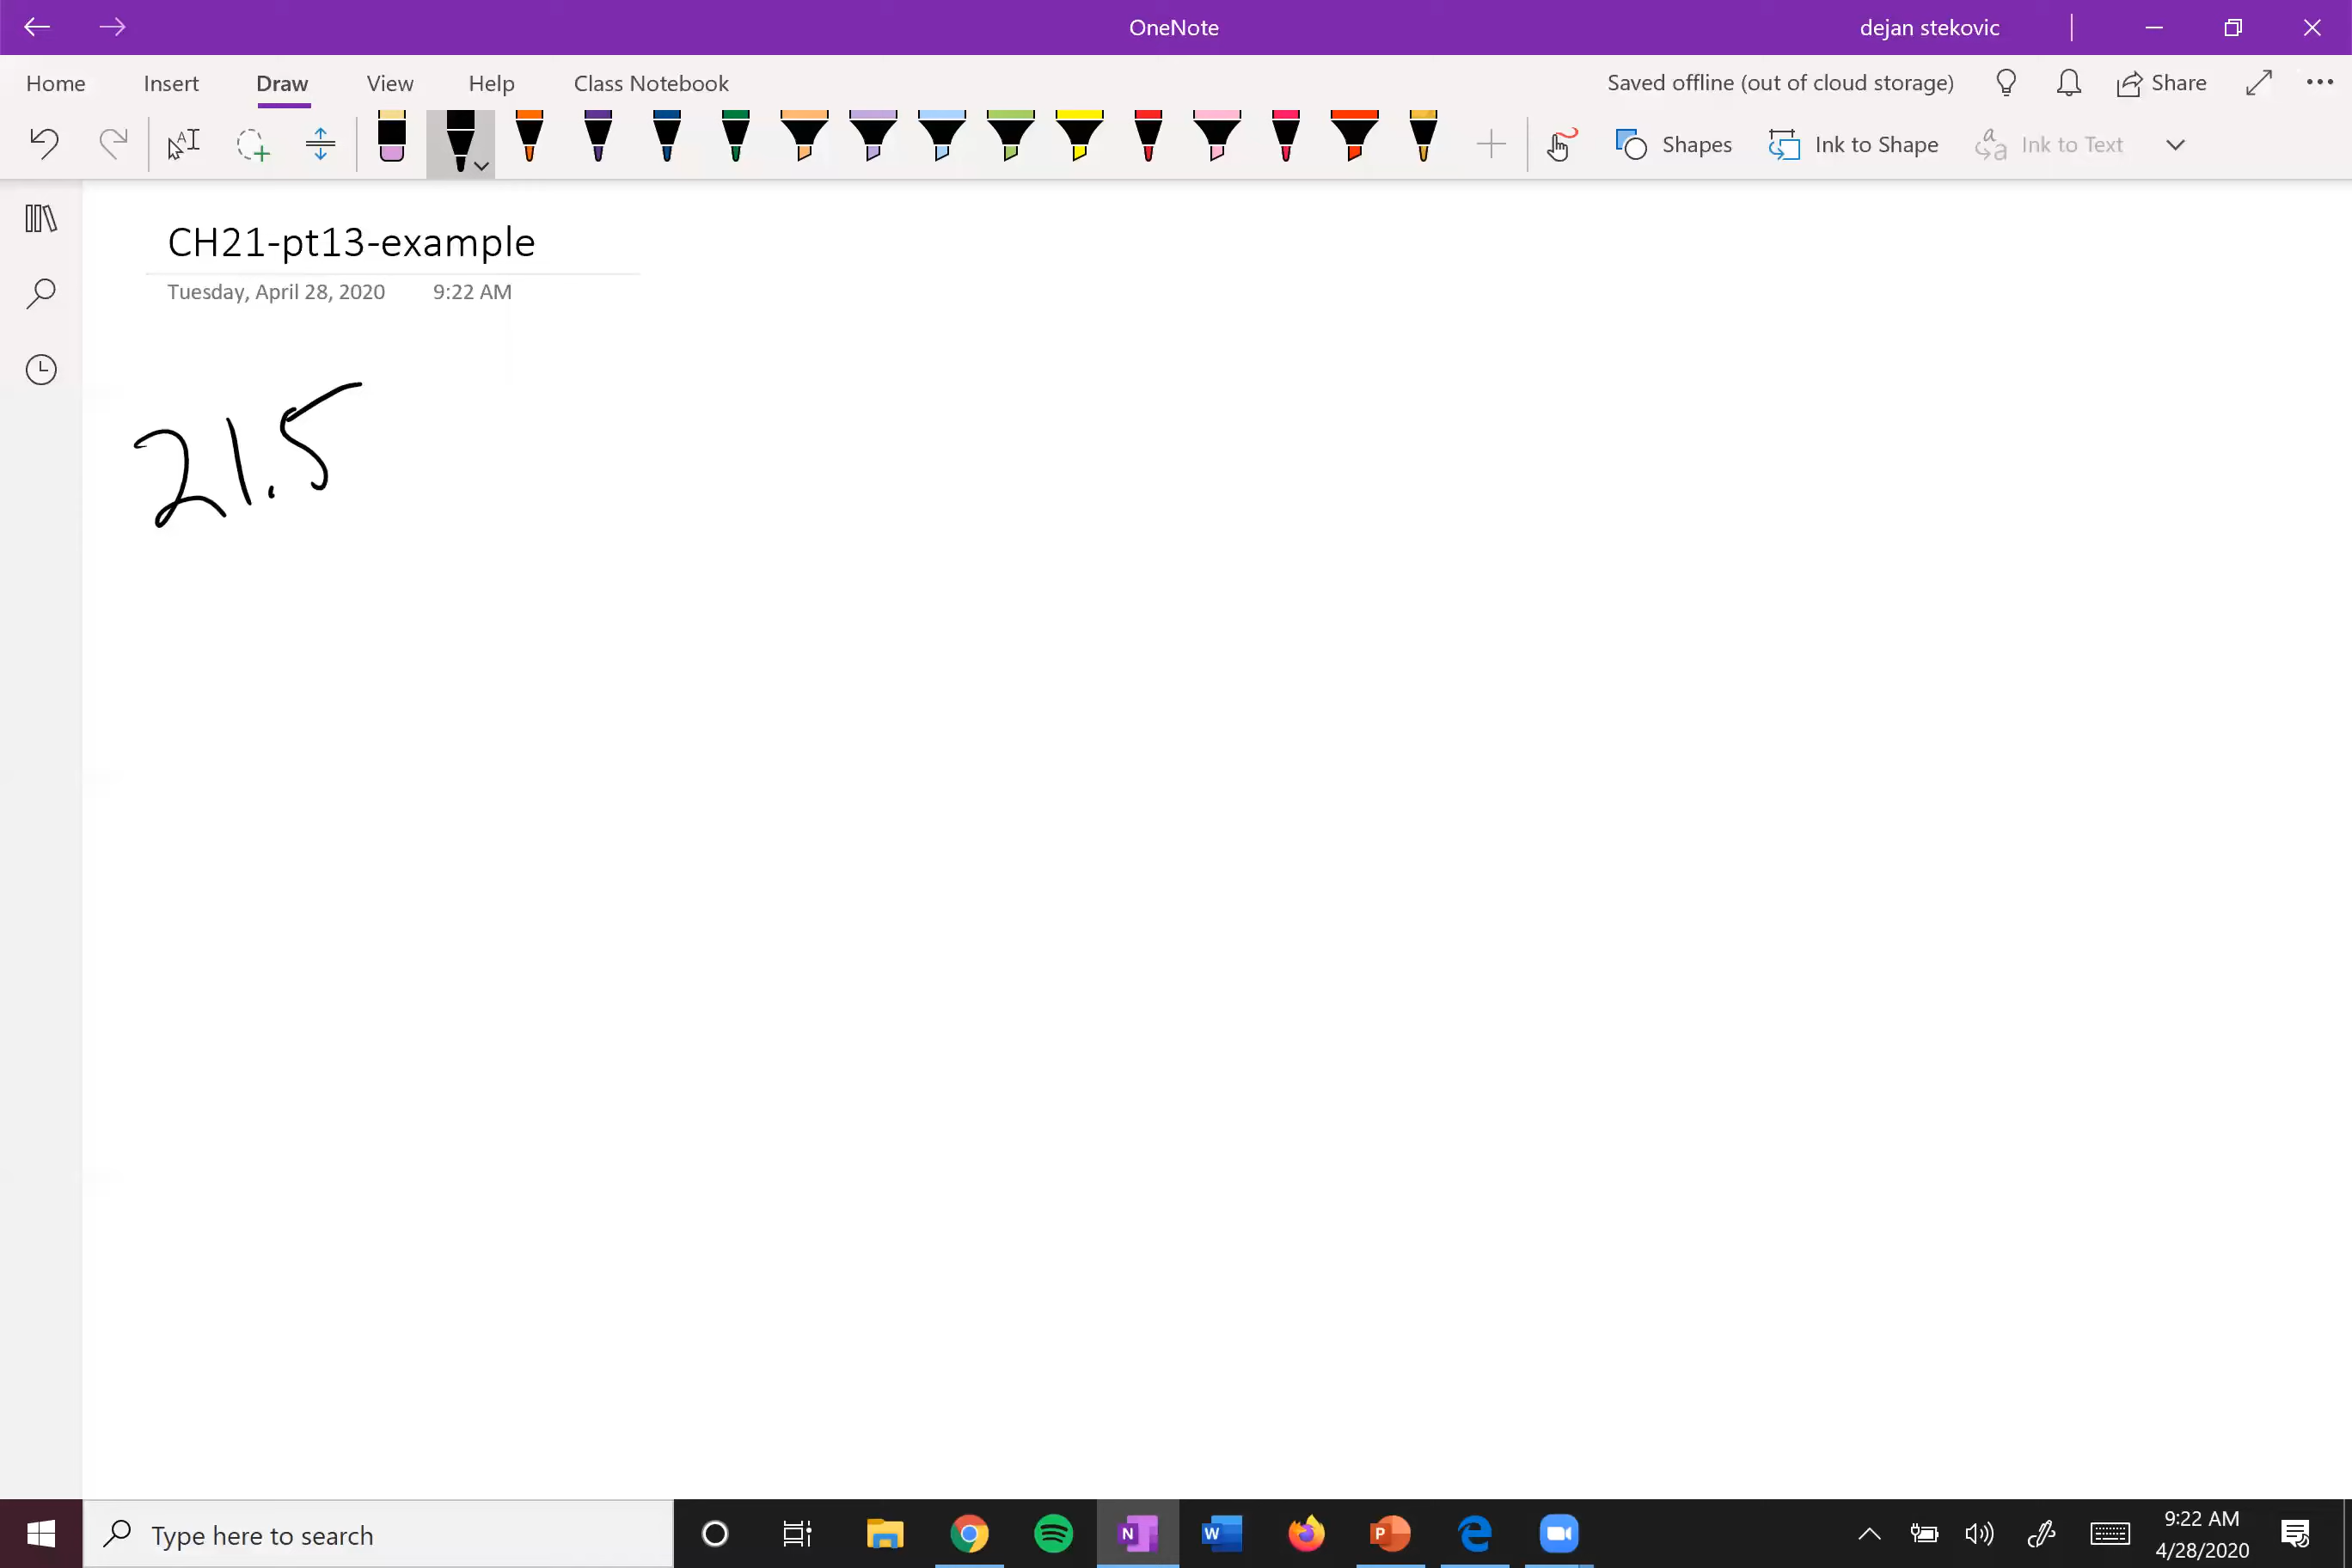 OneNote
dejan stekovic
Home Insert Draw View Help Class Notebook
Saved offline (out of cloud storage) Share
Shapes Ink to Shape Ink to Text
CH21-pt13-example
Tuesday, April 28, 2020 9:22 AM
21.5
Type here to search
9:22 AM
4/28/2020